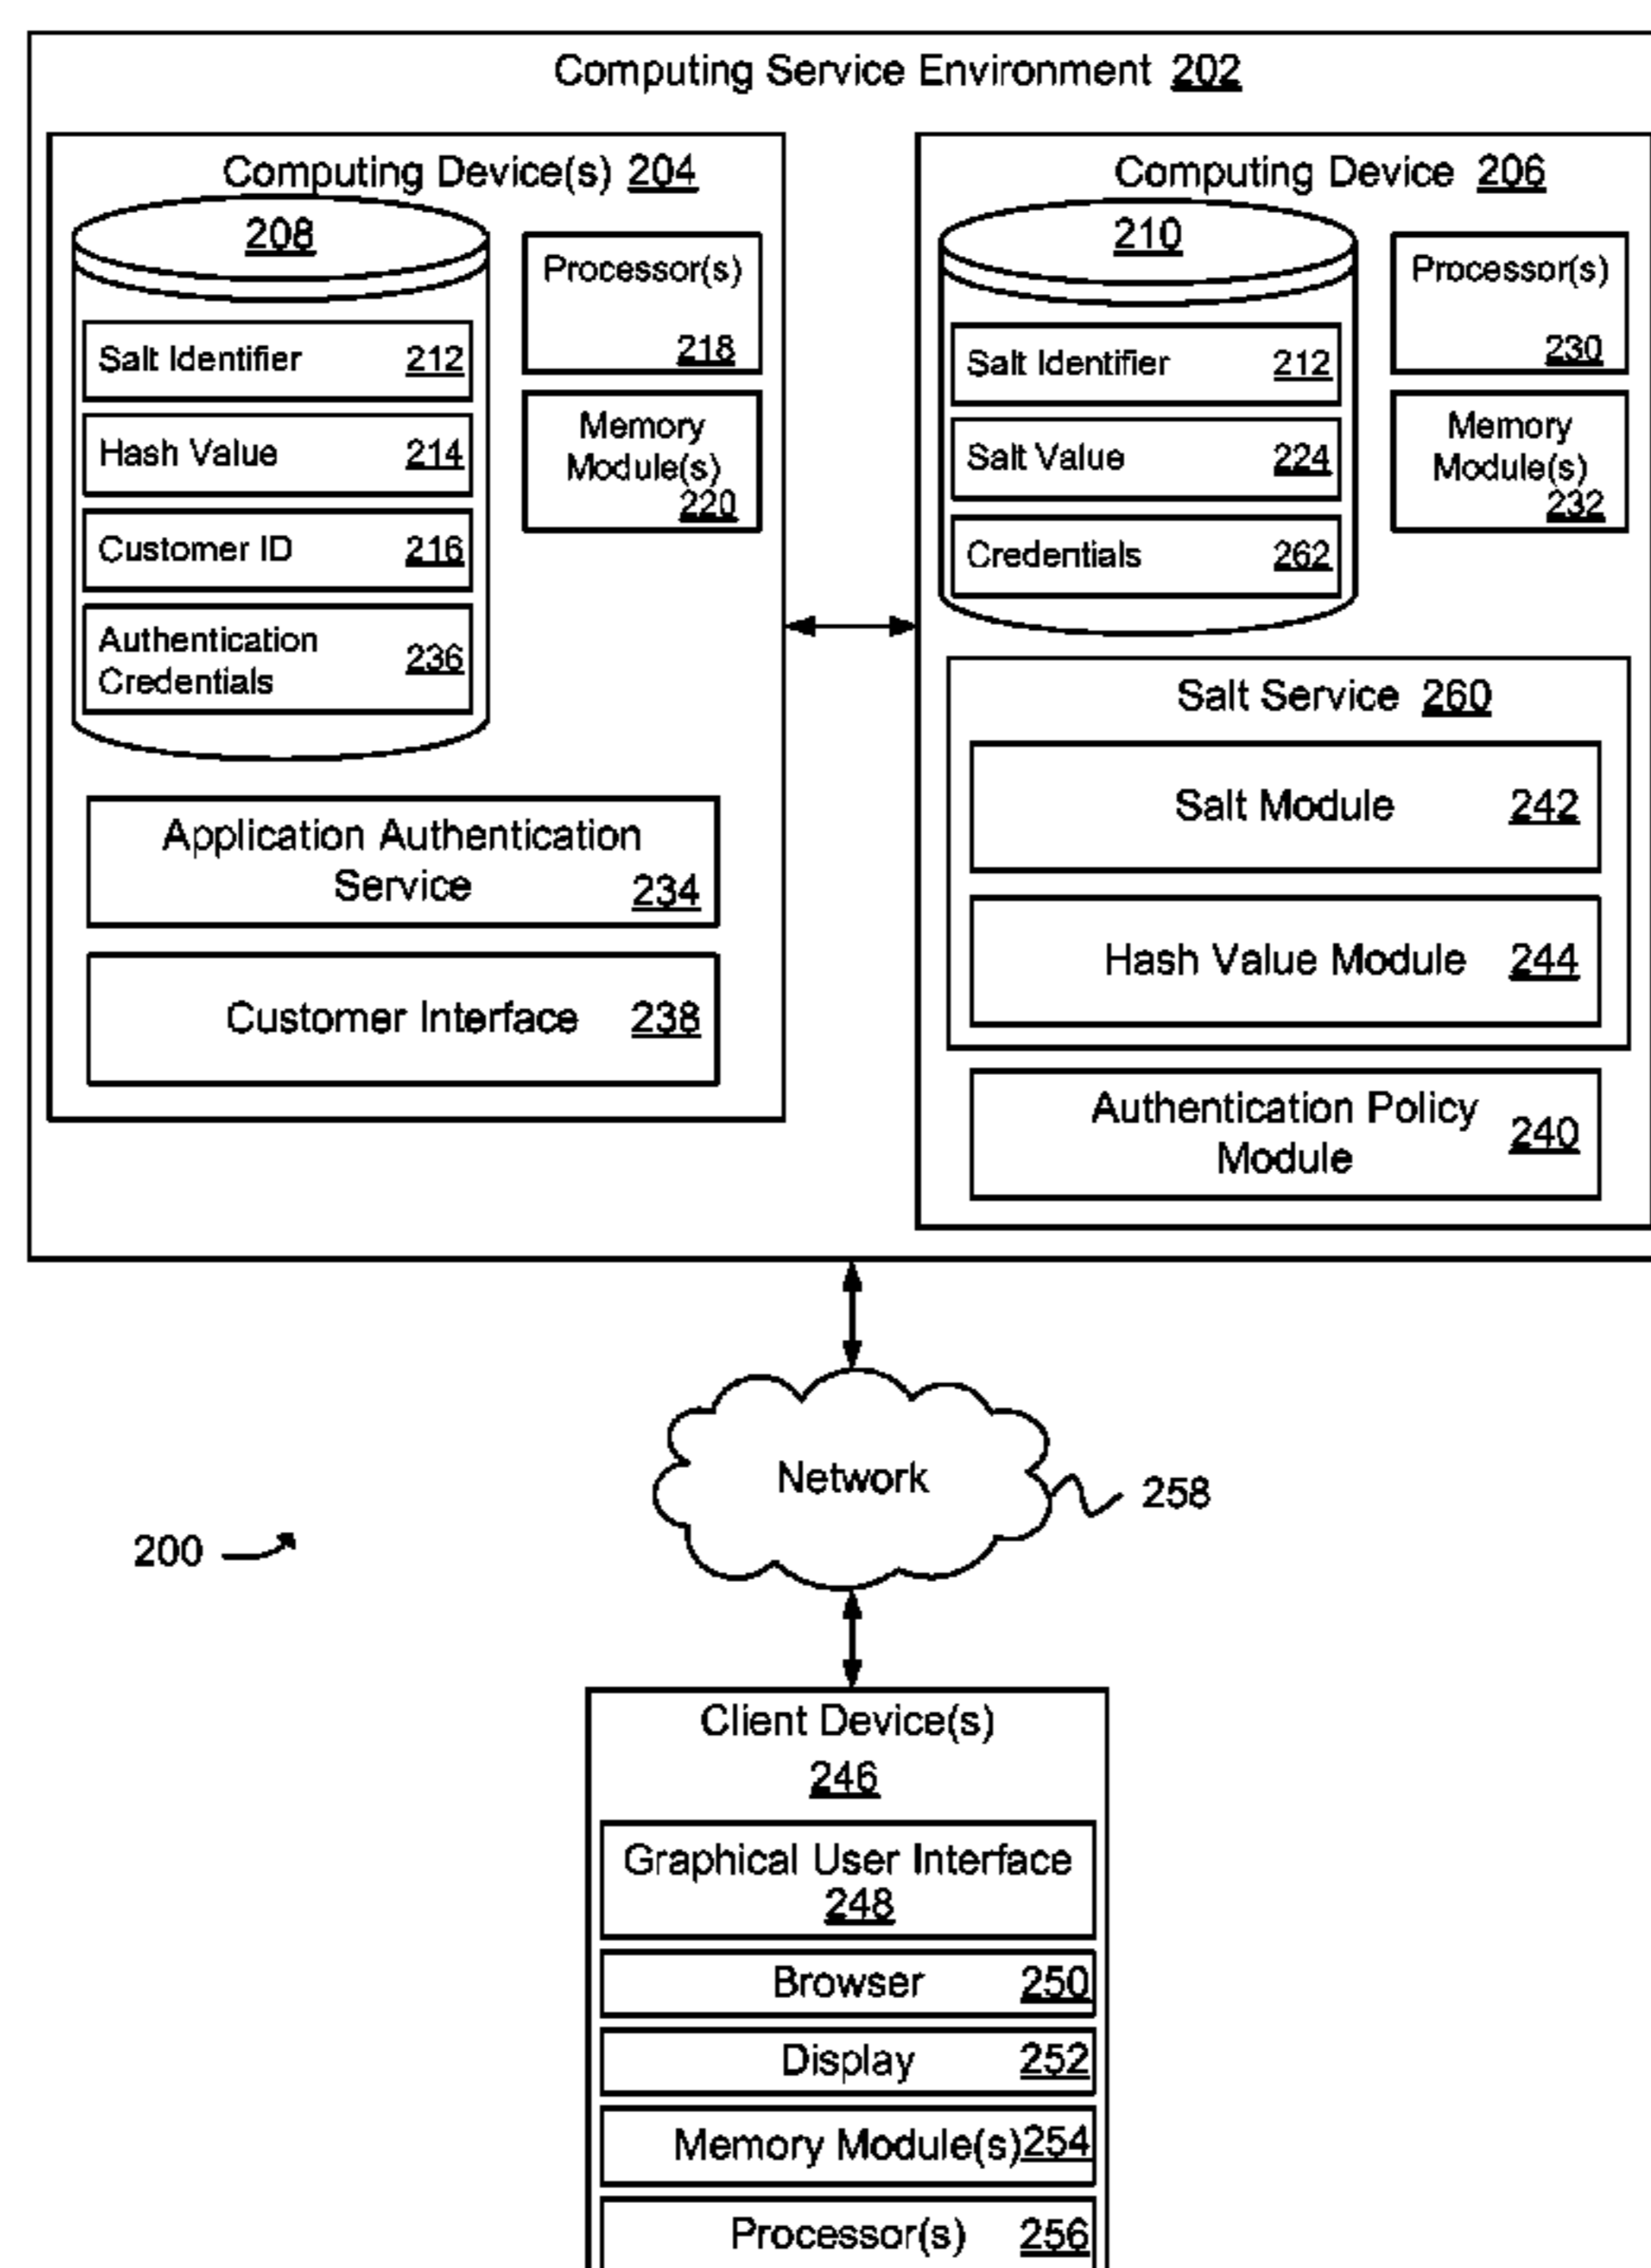 Computing Service Environment 202
Computing Device(s) 204
208
Salt Identifier 212
Hash Value 214
Customer ID 216
Authentication
Credentials 236
Processor(s)
218
Memory
Module(s)
220
Application Authentication
Service 234
Customer Interface 238
Computing Device 206
210
Salt Identifier 212
Salt Value 224
Credentials 262
Processor(s)
230
Memory
Module(s)
232
Salt Service 260
Salt Module 242
Hash Value Module 244
Authentication Policy
Module 240
Network
258
200
Client Device(s)
246
Graphical User Interface
248
Browser 250
Display 252
Memory Module(s) 254
Processor(s) 256